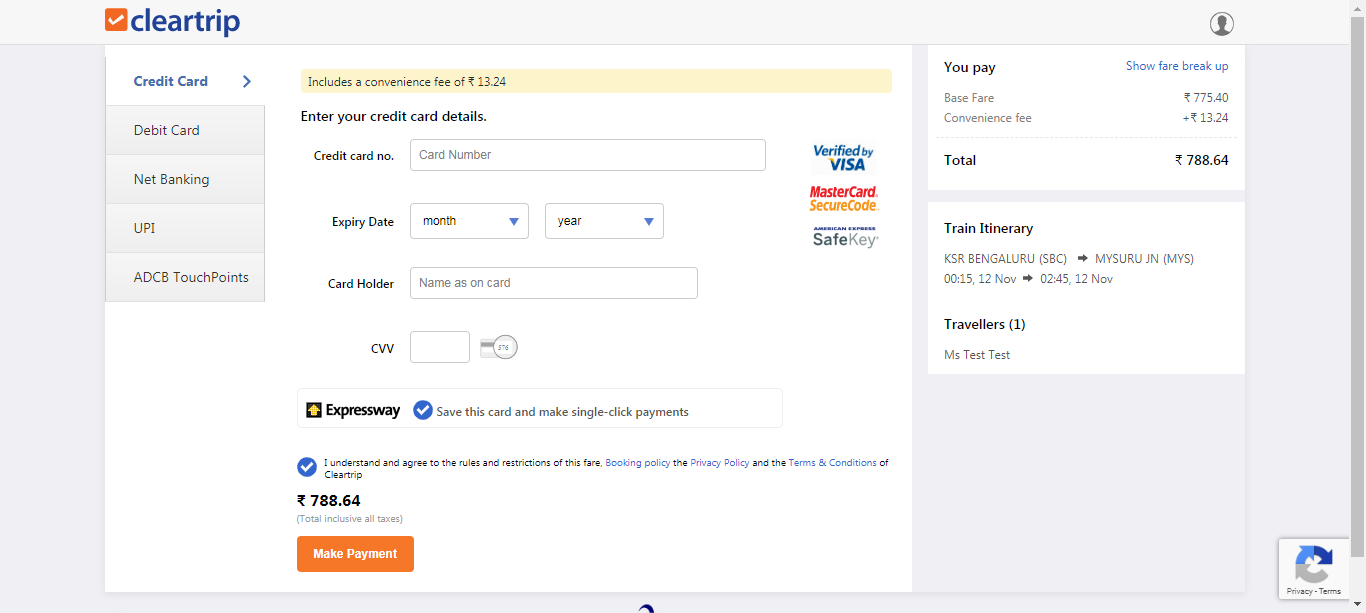 cleartrip
Credit Card
Debit Card
Net Banking
UPI
ADCB TouchPoints
Includes a convenience fee of ₹ 13.24
Enter your credit card details.
Credit card no.
Card Number
Expiry Date
month
year
Card Holder
Name as on card
CVV
576
Verified by
VISA
MasterCard.
SecureCode.
AMERICAN EXPRESS
SafeKey®
Expressway
Save this card and make single-click payments
I understand and agree to the rules and restrictions of this fare, Booking policy the Privacy Policy and the Terms & Conditions of
Cleartrip
₹ 788.64
(Total inclusive all taxes)
Make Payment
You pay
Show fare break up
Base Fare
₹ 775.40
Convenience fee
+₹ 13.24
Total
₹ 788.64
Train Itinerary
KSR BENGALURU (SBC) ➡ MYSURU JN (MYS)
00:15, 12 Nov ➡ 02:45, 12 Nov
Travellers (1)
Ms Test Test
Privacy - Terms